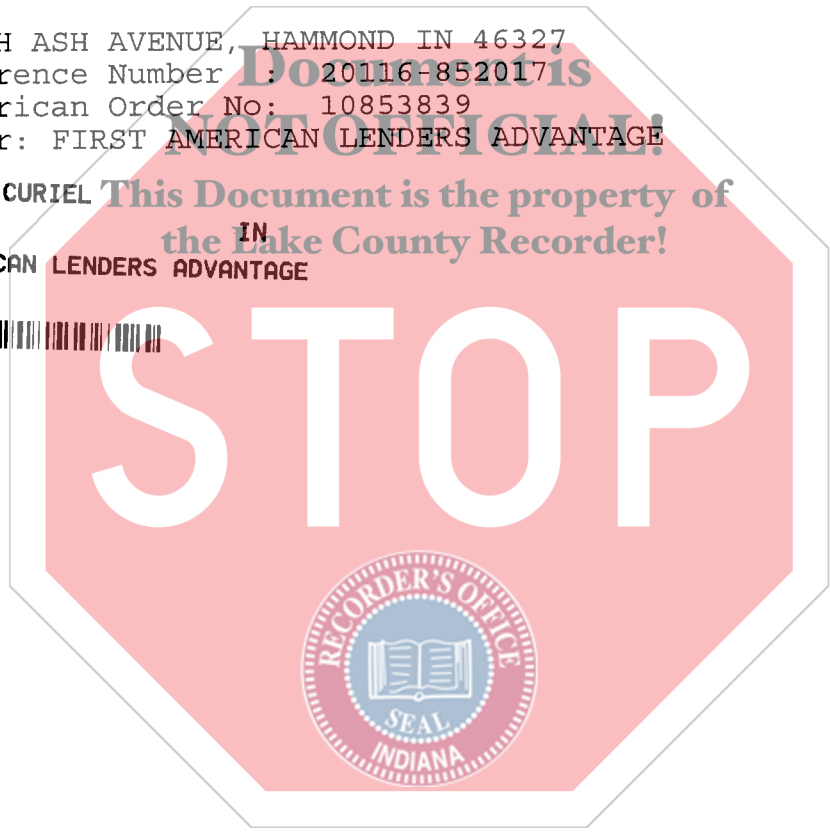 H ASH AVENUE, HAMMOND IN 46327
rence Number : 20116-852017
rican Order No: 10853839
r: FIRST AMERICAN LENDERS ADVANTAGE
Document is
NOT OFFICIAL!
This Document is the property of
the Lake County Recorder!
CURIEL
IN
CAN LENDERS ADVANTAGE
STOP
RECORDER'S OFFICE
SEAL
INDIANA